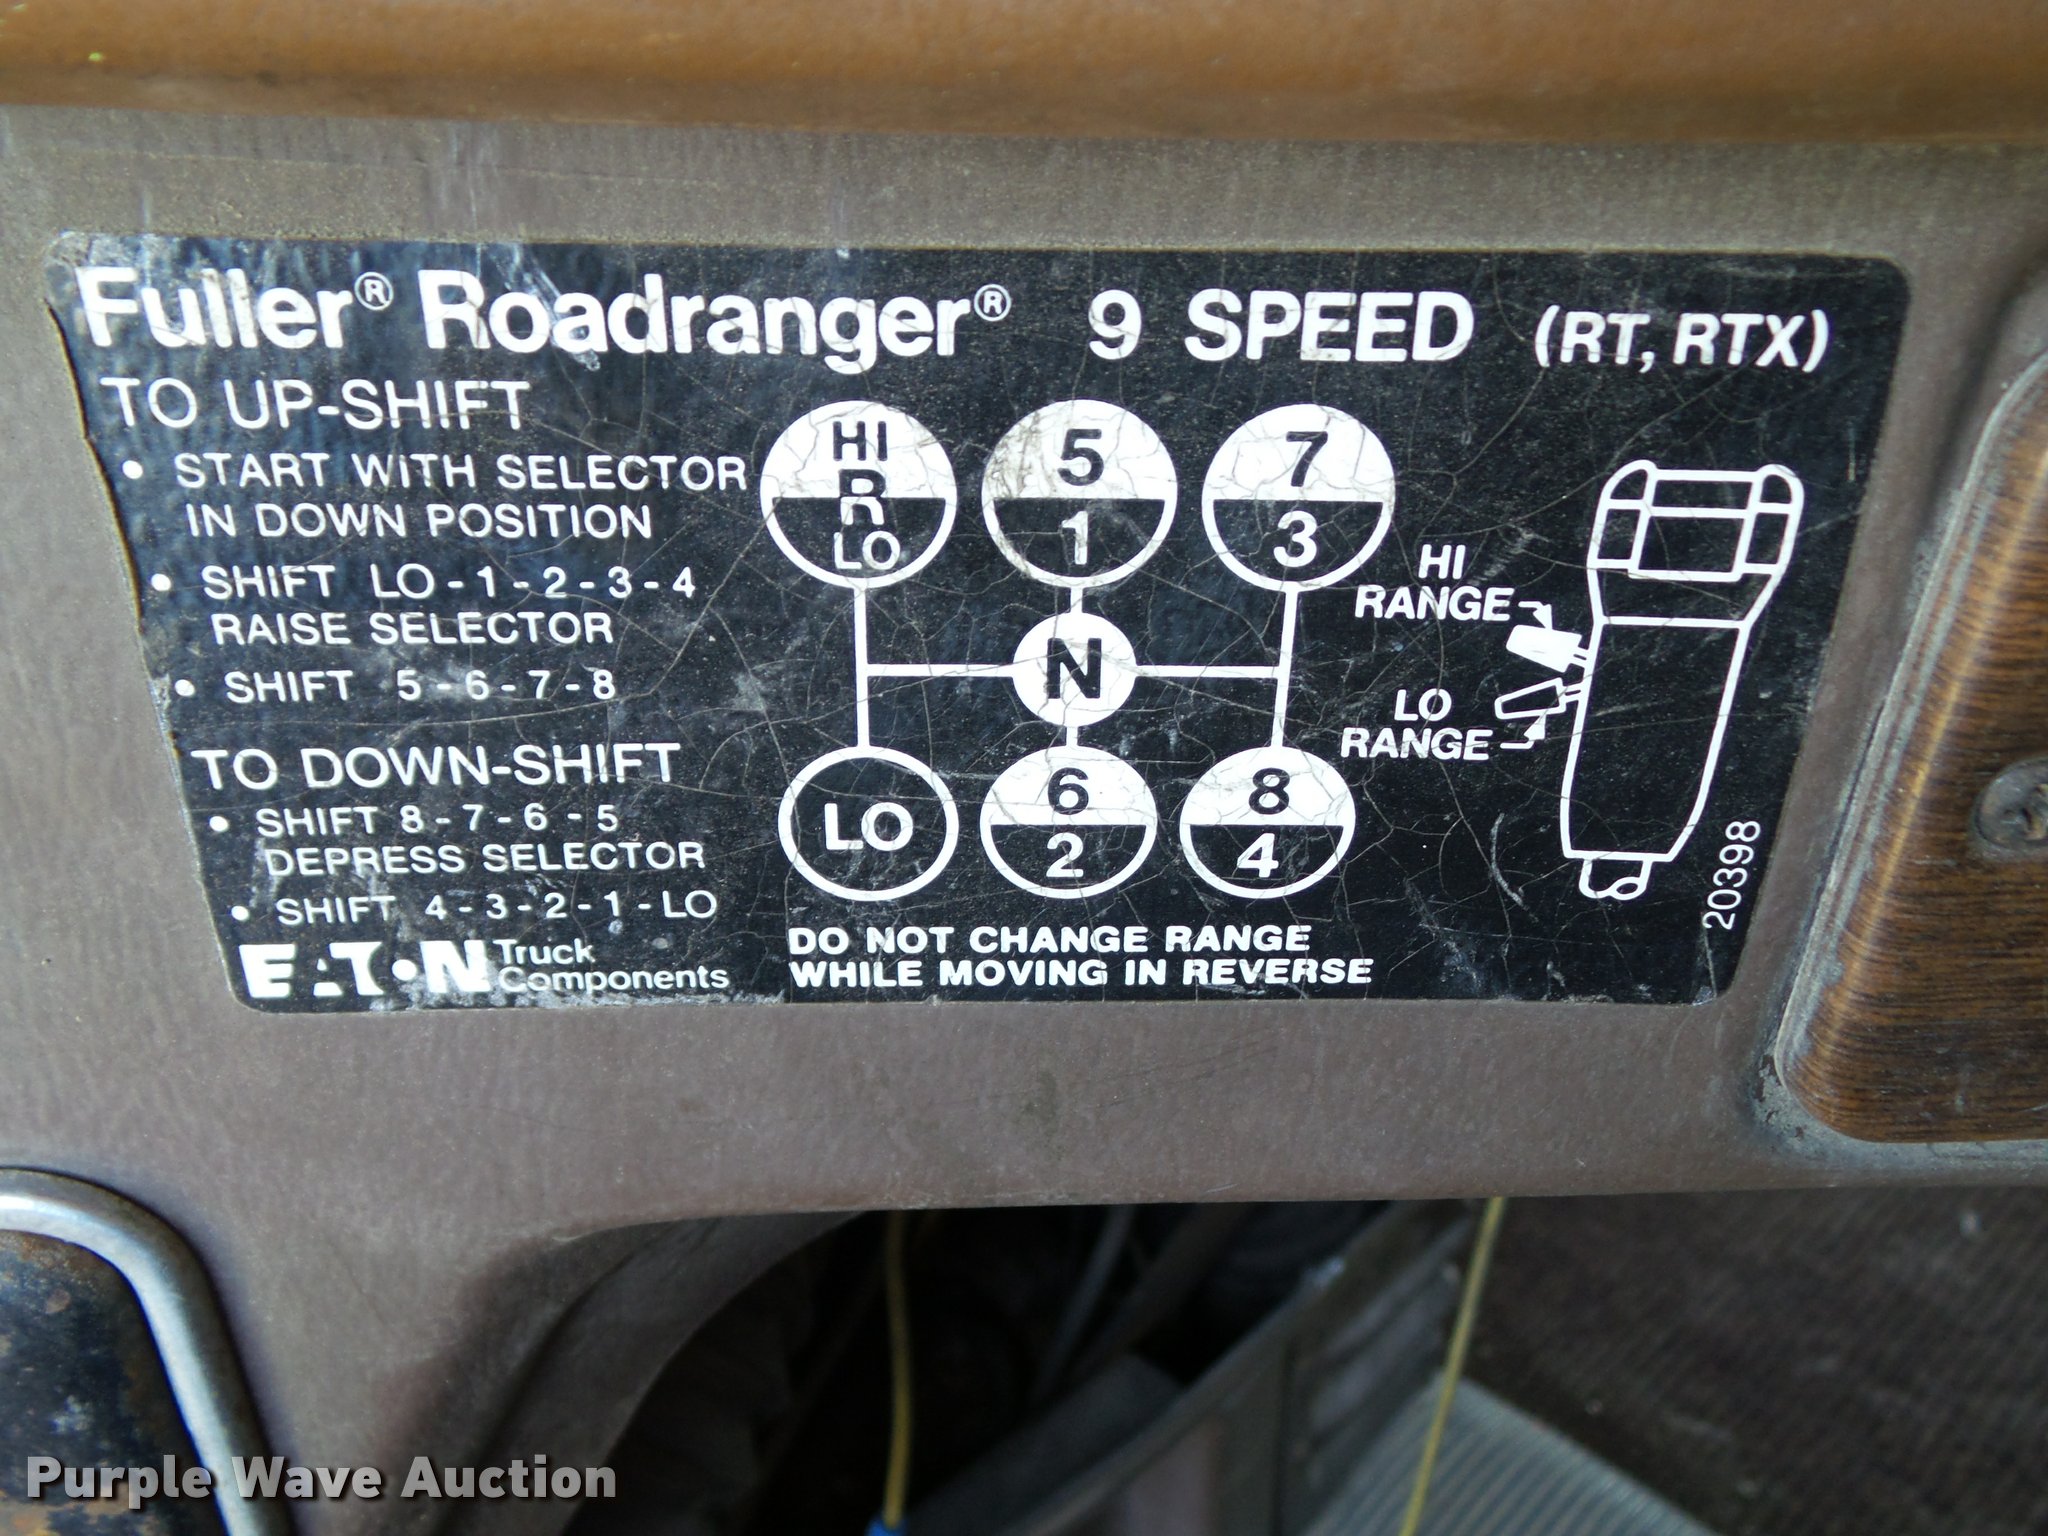 Fuller® Roadranger® 9 SPEED (RT, RTX)
TO UP-SHIFT
• START WITH SELECTOR
IN DOWN POSITION
• SHIFT LO-1-2-3-4
RAISE SELECTOR
• SHIFT 5-6-7-8
TO DOWN-SHIFT
• SHIFT 8-7-6-5
DEPRESS SELECTOR
• SHIFT 4-3-2-1-LO
EATON Truck
Components
HI
R
LO
5
1
7
3
N
LO
6
2
8
4
HI
RANGE
LO
RANGE
DO NOT CHANGE RANGE
WHILE MOVING IN REVERSE
20398
Purple Wave Auction